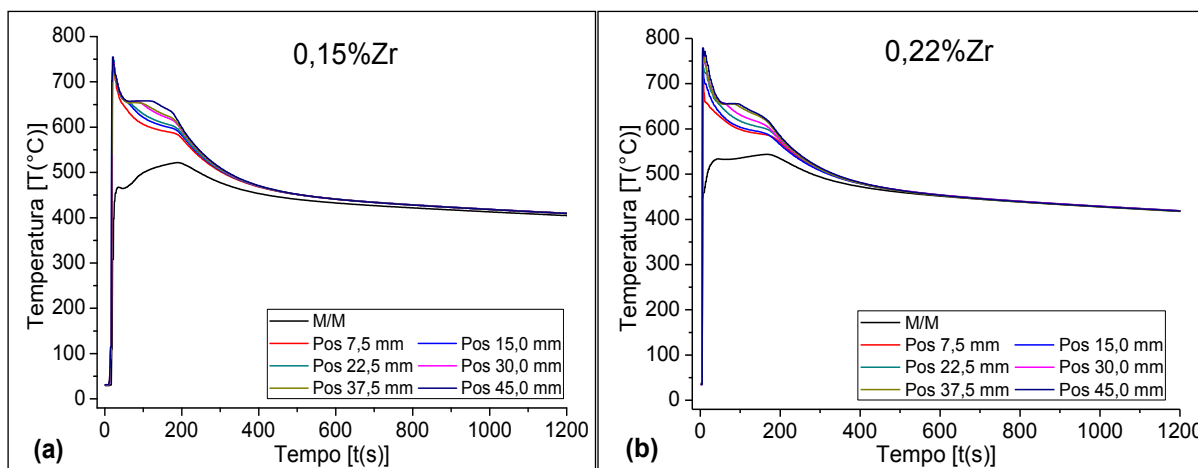 0,15%Zr
Temperatura [T(°C)]
800
700
600
500
400
300
200
100
0
M/M
Pos 7,5 mm Pos 15,0 mm
Pos 22,5 mm Pos 30,0 mm
Pos 37,5 mm Pos 45,0 mm
0 200 400 600 800 1000 1200
Tempo [t(s)]
(a)
0,22%Zr
Temperatura [T(°C)]
800
700
600
500
400
300
200
100
0
M/M
Pos 7,5 mm Pos 15,0 mm
Pos 22,5 mm Pos 30,0 mm
Pos 37,5 mm Pos 45,0 mm
0 200 400 600 800 1000 1200
Tempo [t(s)]
(b)